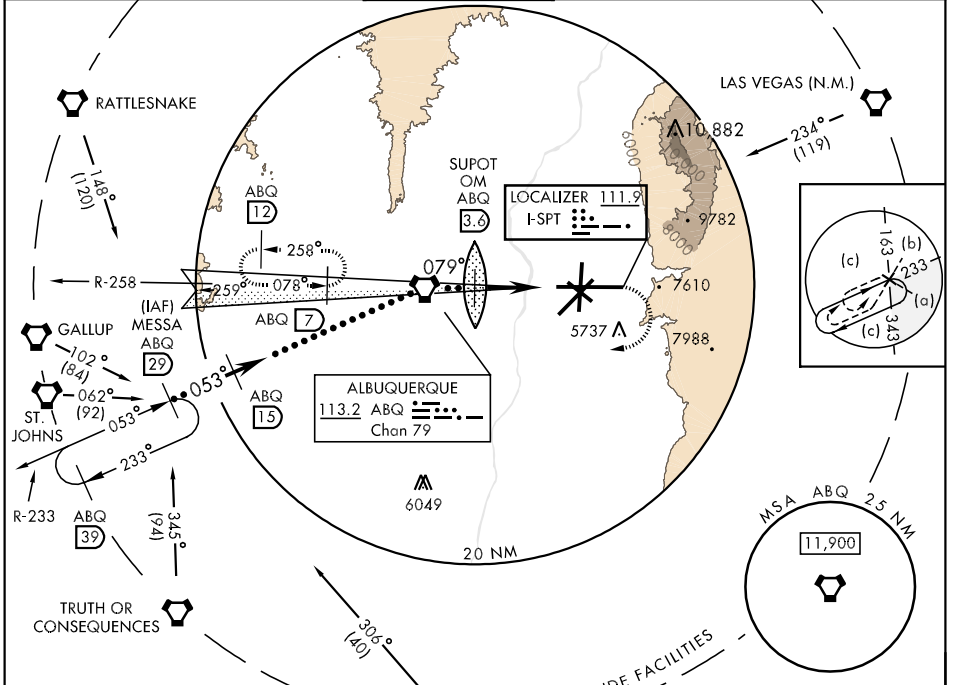 RATTLESNAKE
148°
(120)
R-258
GALLUP
102°
(84)
062°
(92)
ST.
JOHNS
(IAF)
MESSA
ABQ
29
053°
053°
233°
R-233
ABQ
39
345°
(94)
TRUTH OR
CONSEQUENCES
ABQ
12
258°
259°
078°
ABQ
7
ABQ
15
079°
SUPOT
OM
ABQ
3.6
LOCALIZER 111.9
I-SPT
ALBUQUERQUE
113.2 ABQ
Chan 79
6049
5737
6000
10,000
10,882
9782
8000
7610
7988
20 NM
306°
(40)
LAS VEGAS (N.M.)
234°
(119)
163
(b)
(c)
233
(a)
(c)
343
MSA ABQ 25 NM
11,900
DE FACILITIES